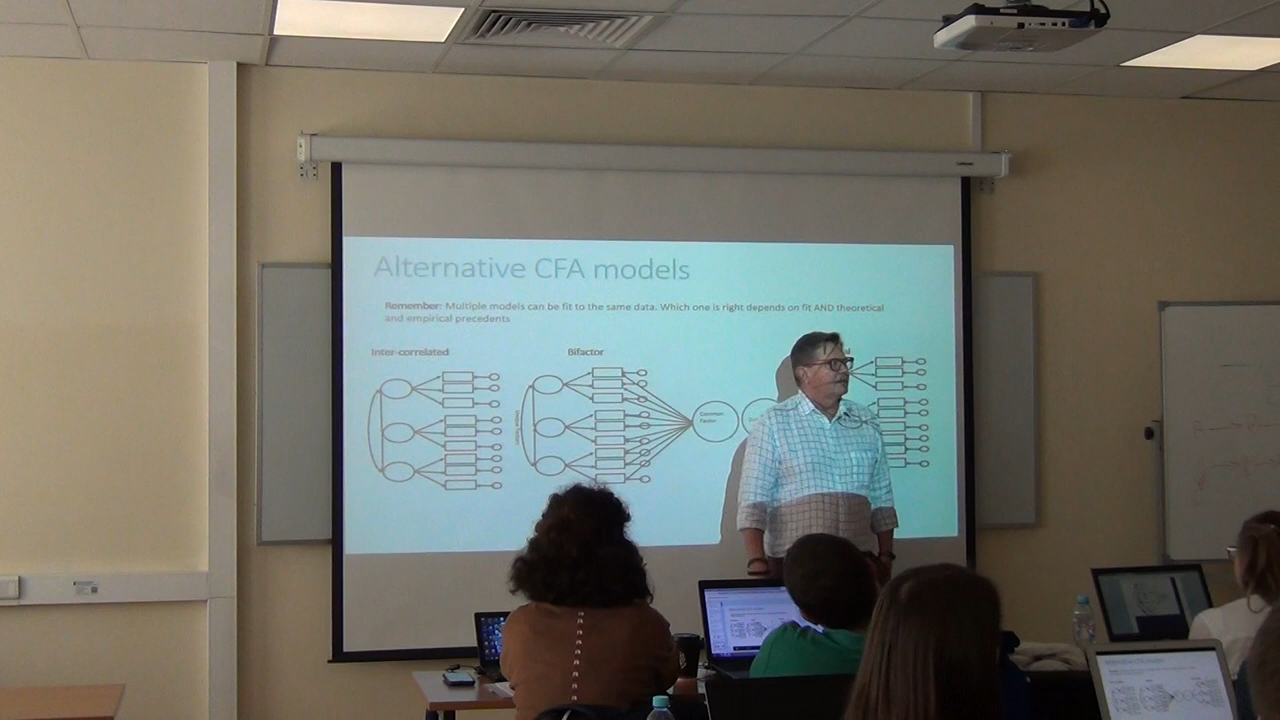 Alternative CFA models
Remember: Multiple models can be fit to the same data. Which one is right depends on fit AND theoretical
and empirical precedents
Inter-correlated
Bifactor
Common
Factor